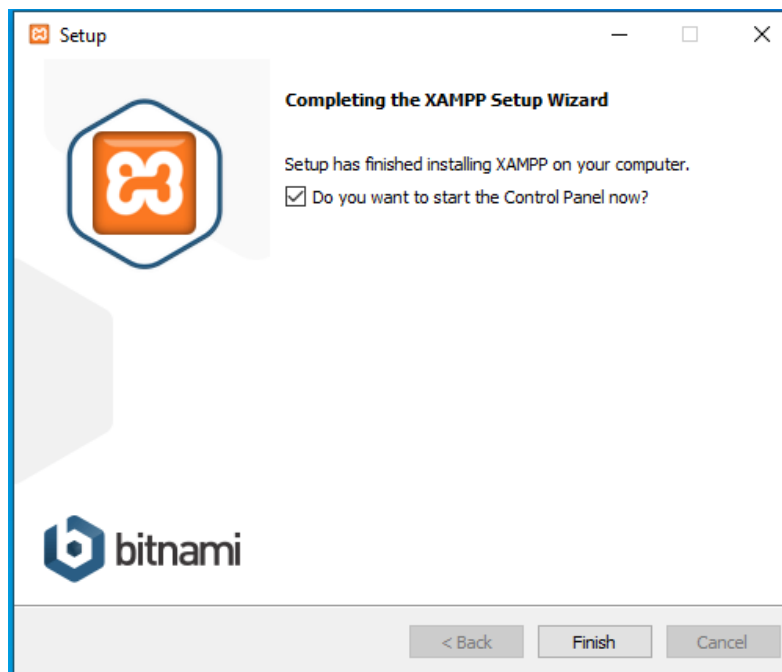 Setup
Completing the XAMPP Setup Wizard
Setup has finished installing XAMPP on your computer.
Do you want to start the Control Panel now?
bitnami
< Back
Finish
Cancel